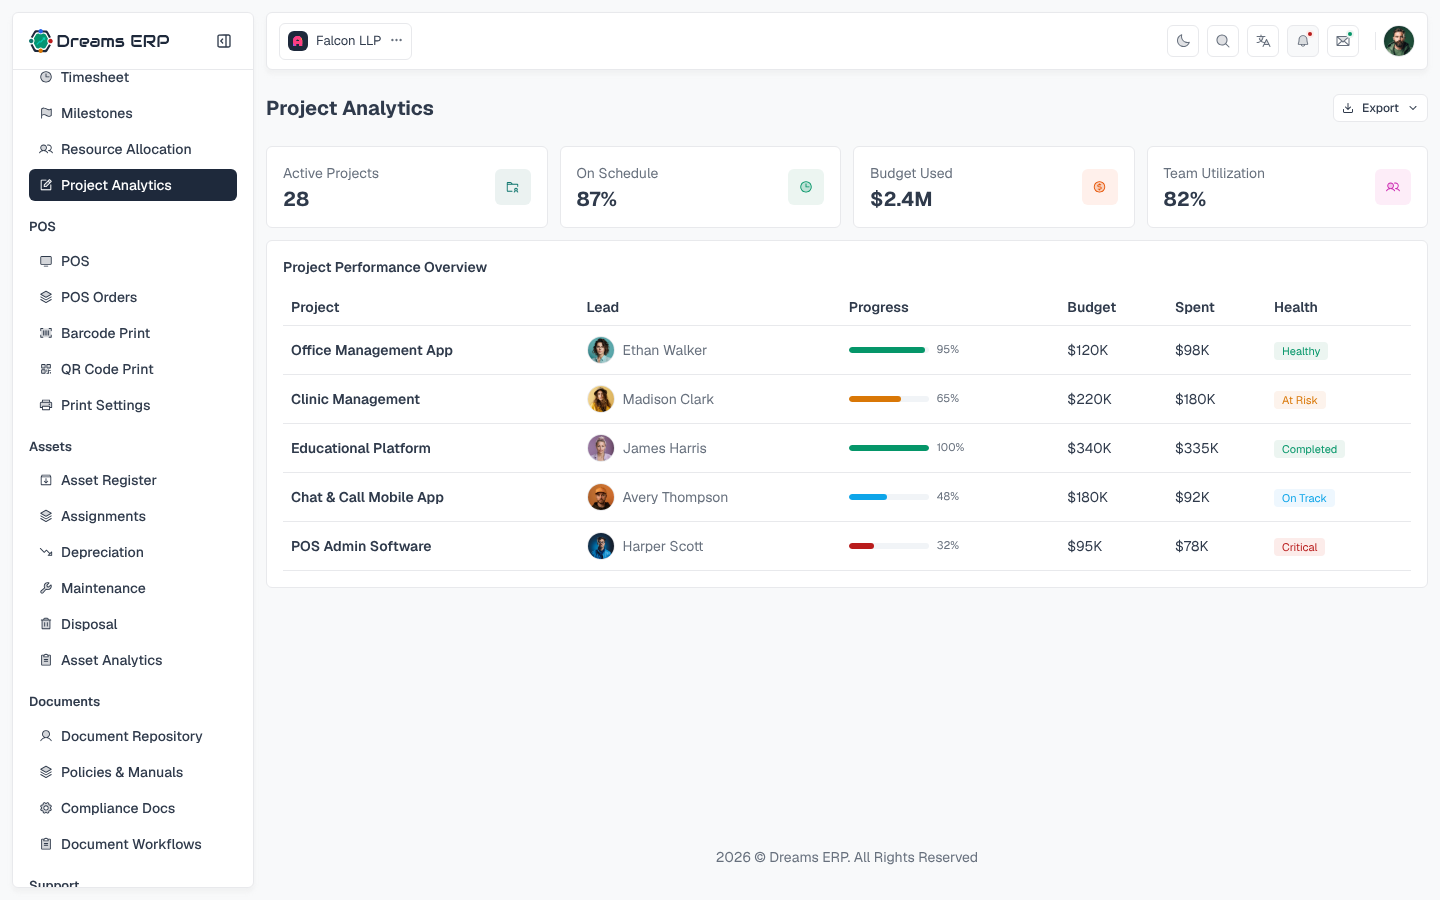 Dreams ERP
Timesheet
Milestones
Resource Allocation
Project Analytics
POS
POS
POS Orders
Barcode Print
QR Code Print
Print Settings
Assets
Asset Register
Assignments
Depreciation
Maintenance
Disposal
Asset Analytics
Documents
Document Repository
Policies & Manuals
Compliance Docs
Document Workflows
Support
Falcon LLP
Project Analytics
Export
Active Projects
28
On Schedule
87%
Budget Used
$2.4M
Team Utilization
82%
Project Performance Overview
Project Lead Progress Budget Spent Health
Office Management App Ethan Walker 95% $120K $98K Healthy
Clinic Management Madison Clark 65% $220K $180K At Risk
Educational Platform James Harris 100% $340K $335K Completed
Chat & Call Mobile App Avery Thompson 48% $180K $92K On Track
POS Admin Software Harper Scott 32% $95K $78K Critical
2026 © Dreams ERP. All Rights Reserved